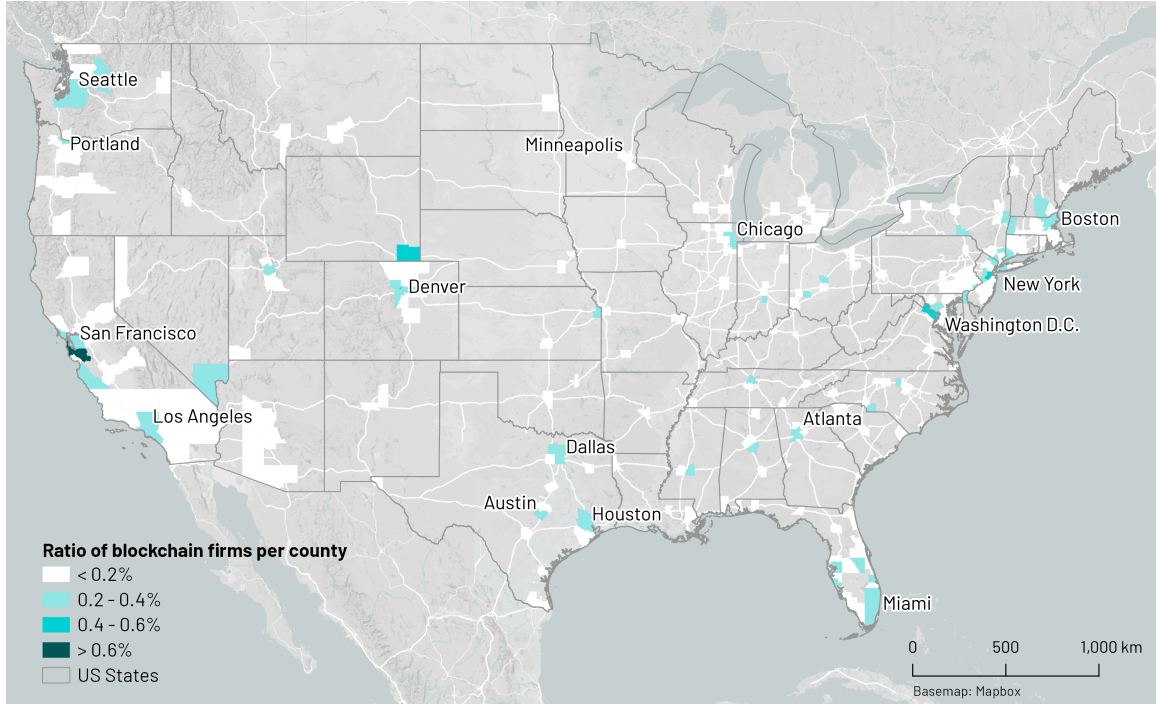 Seattle
Portland
Minneapolis
Boston
Chicago
Denver
New York
Washington D.C.
San Francisco
Los Angeles
Atlanta
Dallas
Austin
Houston
Ratio of blockchain firms per county
< 0.2%
0.2 - 0.4%
0.4 - 0.6%
> 0.6%
US States
Miami
0 500 1,000 km
Basemap: Mapbox